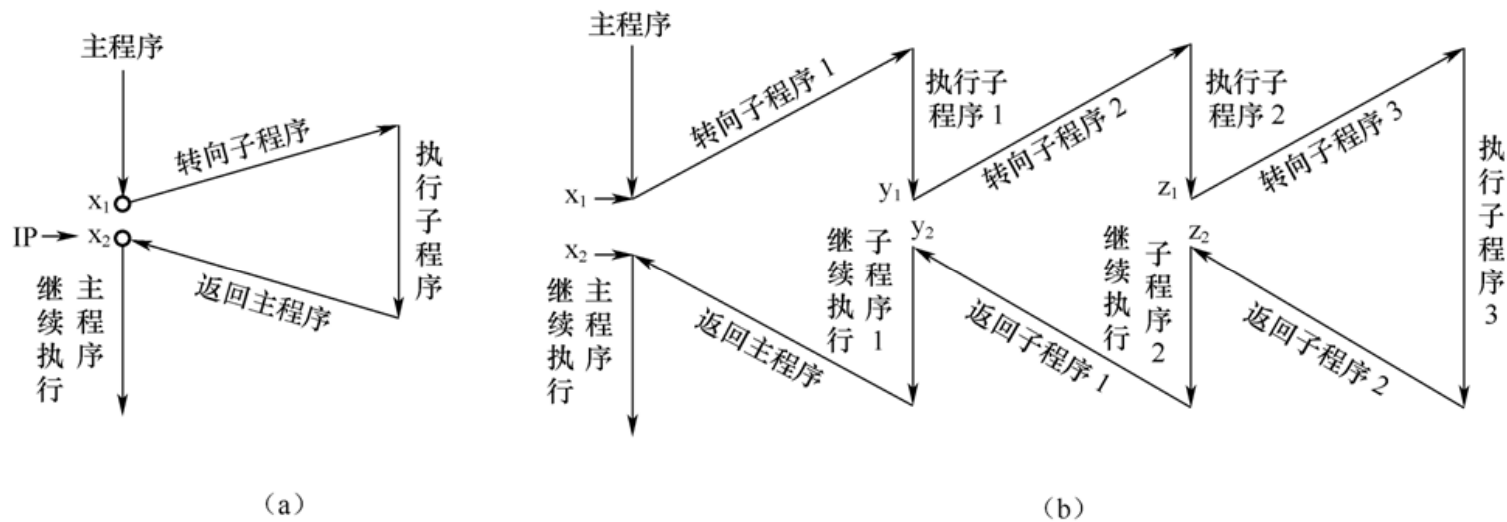 主程序
转向子程序
执行子程序
x₁
IP
x₂
返回主程序
继续执行
主程序
(a)
主程序
转向子程序 1
执行子
程序 1
转向子程序 2
执行子
程序 2
转向子程序 3
执行子程序3
x₁
y₁
z₁
x₂
y₂
z₂
继续执行
主程序
返回主程序
继续执行
子程序1
返回子程序 1
继续执行
子程序2
返回子程序 2
(b)